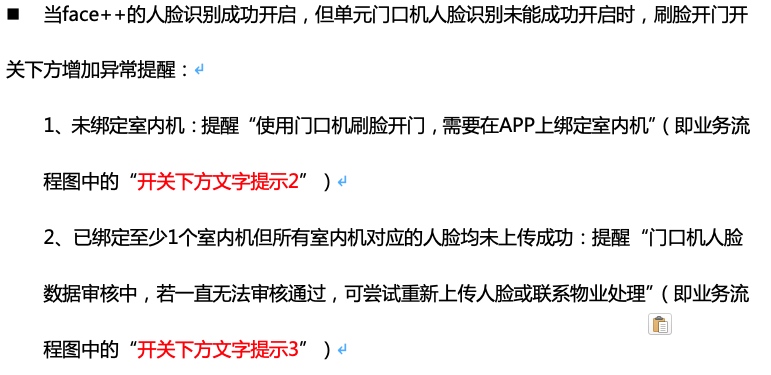 ■ 当face++的人脸识别成功开启，但单元门口机人脸识别未能成功开启时，刷脸开门开
关下方增加异常提醒：
1、未绑定室内机：提醒“使用门口机刷脸开门，需要在APP上绑定室内机”（即业务流
程图中的“开关下方文字提示2”）
2、已绑定至少1个室内机但所有室内机对应的人脸均未上传成功：提醒“门口机人脸
数据审核中，若一直无法审核通过，可尝试重新上传人脸或联系物业处理”（即业务流
程图中的“开关下方文字提示3”）